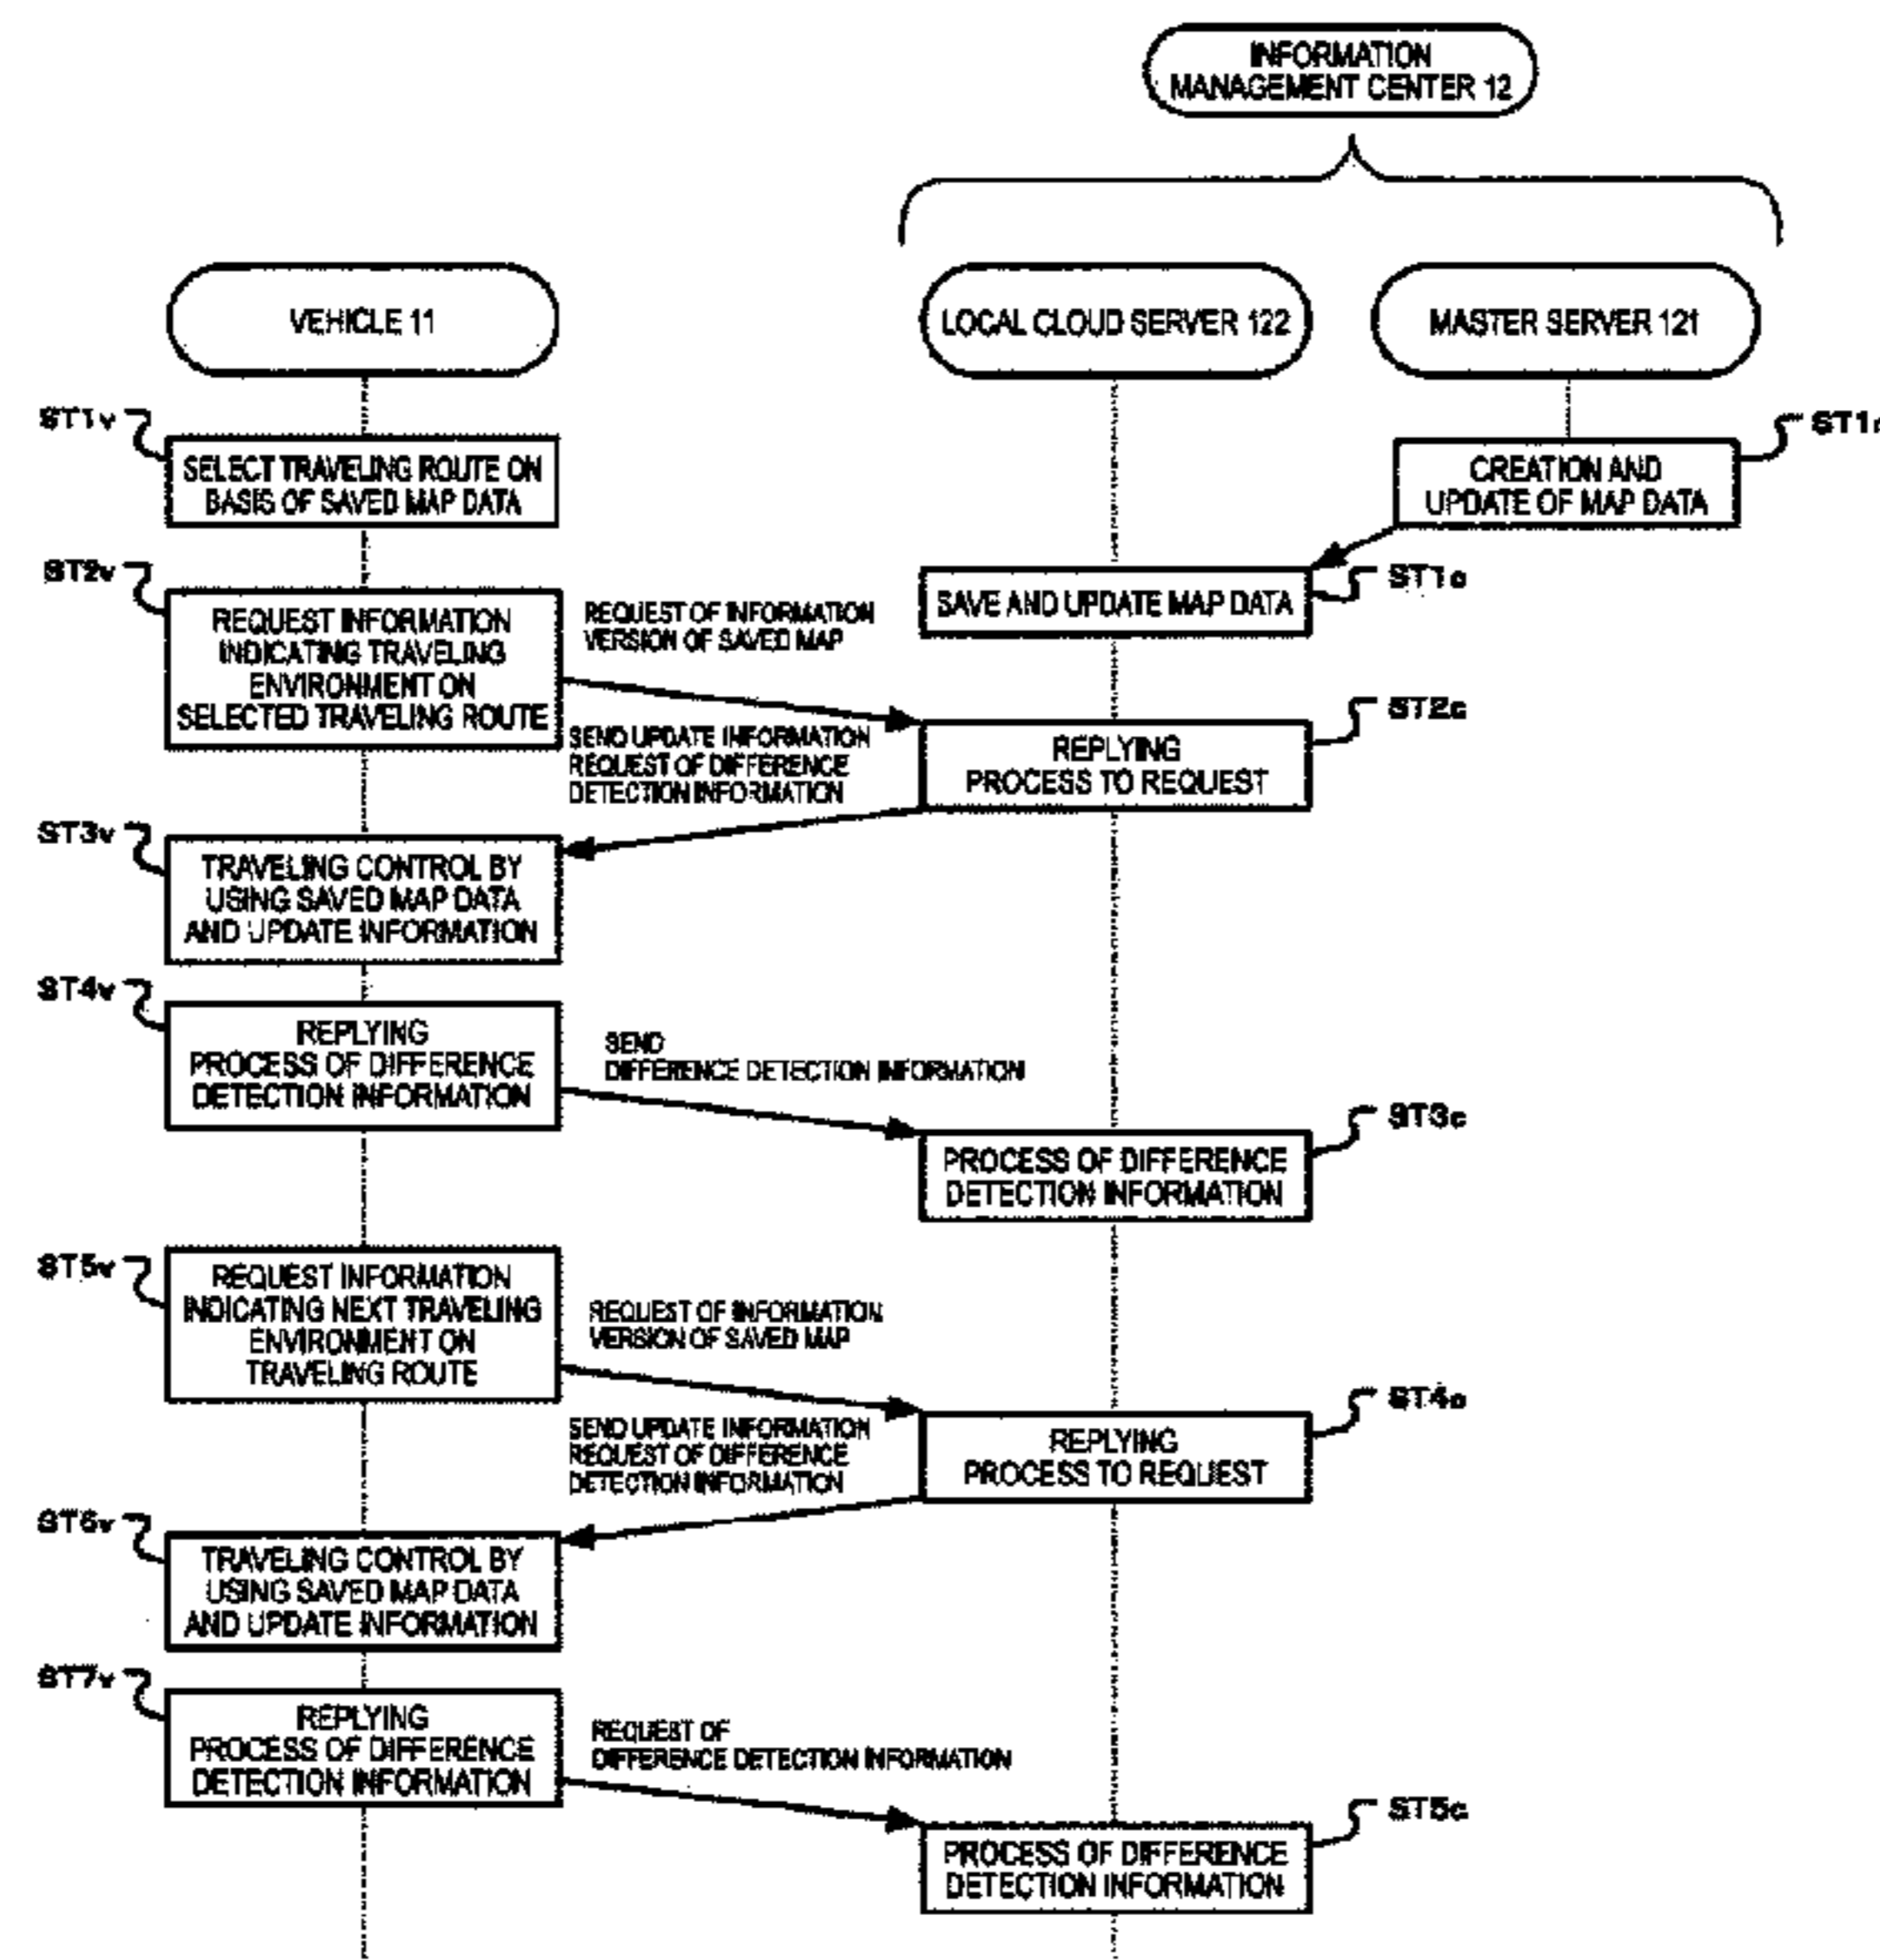 INFORMATION
MANAGEMENT CENTER 12
VEHICLE 11
LOCAL CLOUD SERVER 122
MASTER SERVER 121
ST1v
SELECT TRAVELING ROUTE ON
BASIS OF SAVED MAP DATA
CREATION AND
UPDATE OF MAP DATA
ST2v
REQUEST INFORMATION
INDICATING TRAVELING
ENVIRONMENT ON
SELECTED TRAVELING ROUTE
REQUEST OF INFORMATION
VERSION OF SAVED MAP
SAVE AND UPDATE MAP DATA
ST1c
SEND UPDATE INFORMATION
REQUEST OF DIFFERENCE
DETECTION INFORMATION
REPLYING
PROCESS TO REQUEST
ST2c
ST3v
TRAVELING CONTROL BY
USING SAVED MAP DATA
AND UPDATE INFORMATION
ST4v
REPLYING
PROCESS OF DIFFERENCE
DETECTION INFORMATION
SEND
DIFFERENCE DETECTION INFORMATION
PROCESS OF DIFFERENCE
DETECTION INFORMATION
ST3c
ST5v
REQUEST INFORMATION
INDICATING NEXT TRAVELING
ENVIRONMENT ON
TRAVELING ROUTE
REQUEST OF INFORMATION
VERSION OF SAVED MAP
SEND UPDATE INFORMATION
REQUEST OF DIFFERENCE
DETECTION INFORMATION
REPLYING
PROCESS TO REQUEST
ST4c
ST6v
TRAVELING CONTROL BY
USING SAVED MAP DATA
AND UPDATE INFORMATION
ST7v
REPLYING
PROCESS OF DIFFERENCE
DETECTION INFORMATION
REQUEST OF
DIFFERENCE DETECTION INFORMATION
PROCESS OF DIFFERENCE
DETECTION INFORMATION
ST5c